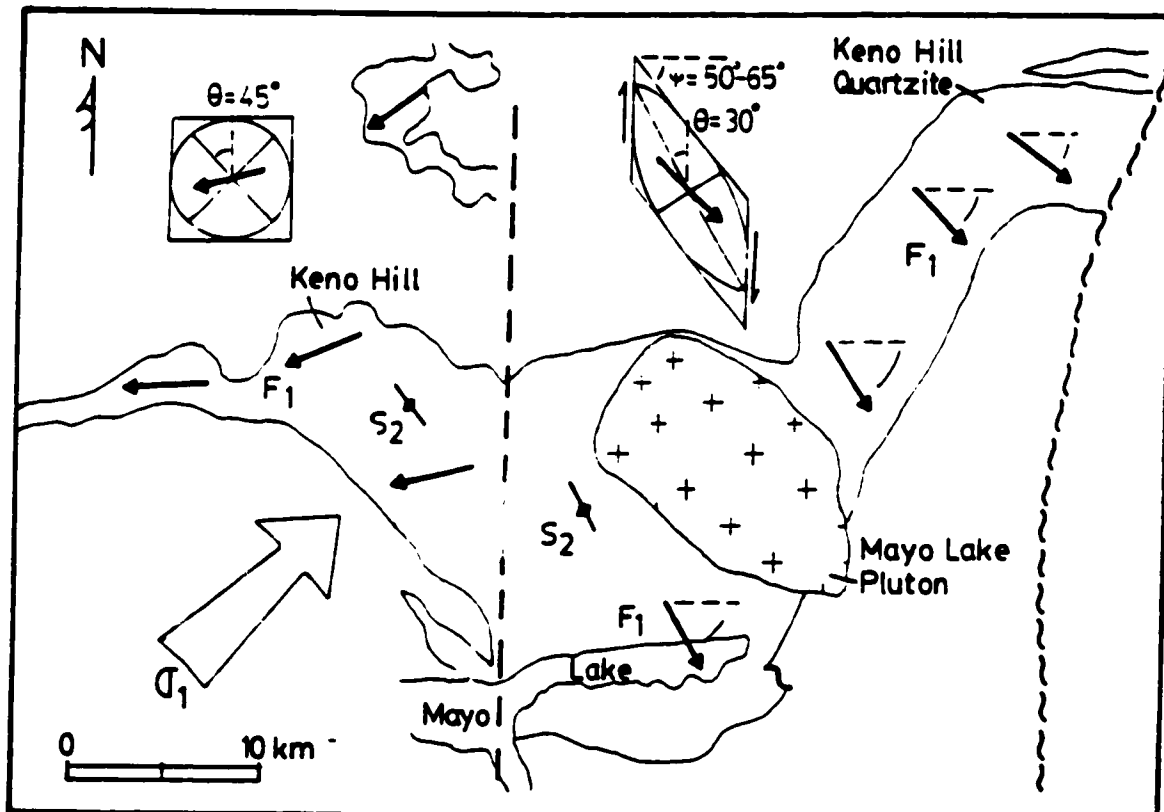 N
θ=45°
ψ=50°-65°
θ=30°
Keno Hill
Quartzite
F₁
Keno Hill
F₁
S₂
S₂
Mayo Lake
Pluton
F₁
σ₁
Lake
Mayo
0 10 km